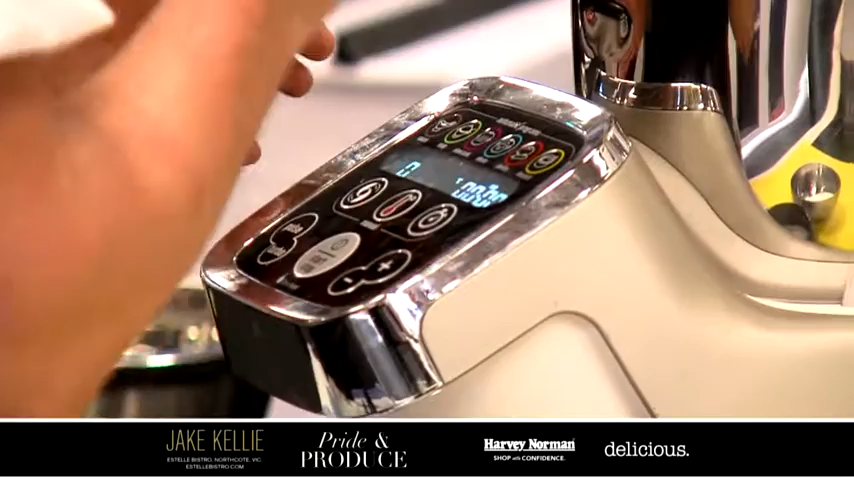 JAKE KELLIE
ESTELLE BISTRO, NORTHCOTE, VIC.
ESTELLEBISTRO.COM
Pride &
PRODUCE
Harvey Norman
SHOP with CONFIDENCE.
delicious.